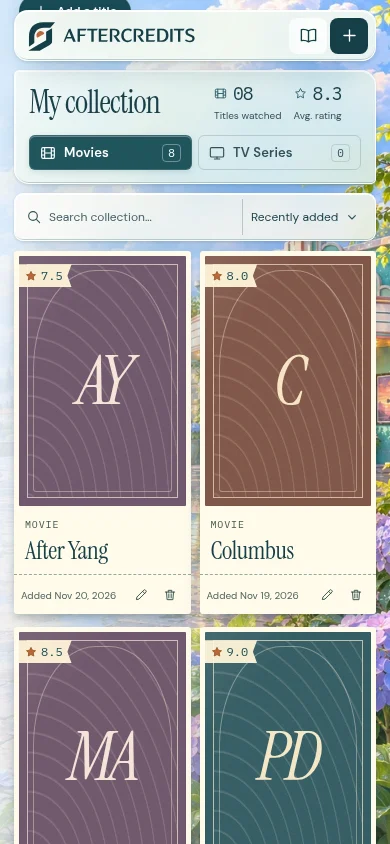 Add a title
AFTERCREDITS
My collection
08
Titles watched
8.3
Avg. rating
Movies 8
TV Series 0
Search collection...
Recently added
7.5
AY
MOVIE
After Yang
Added Nov 20, 2026
8.0
C
MOVIE
Columbus
Added Nov 19, 2026
8.5
MA
9.0
PD